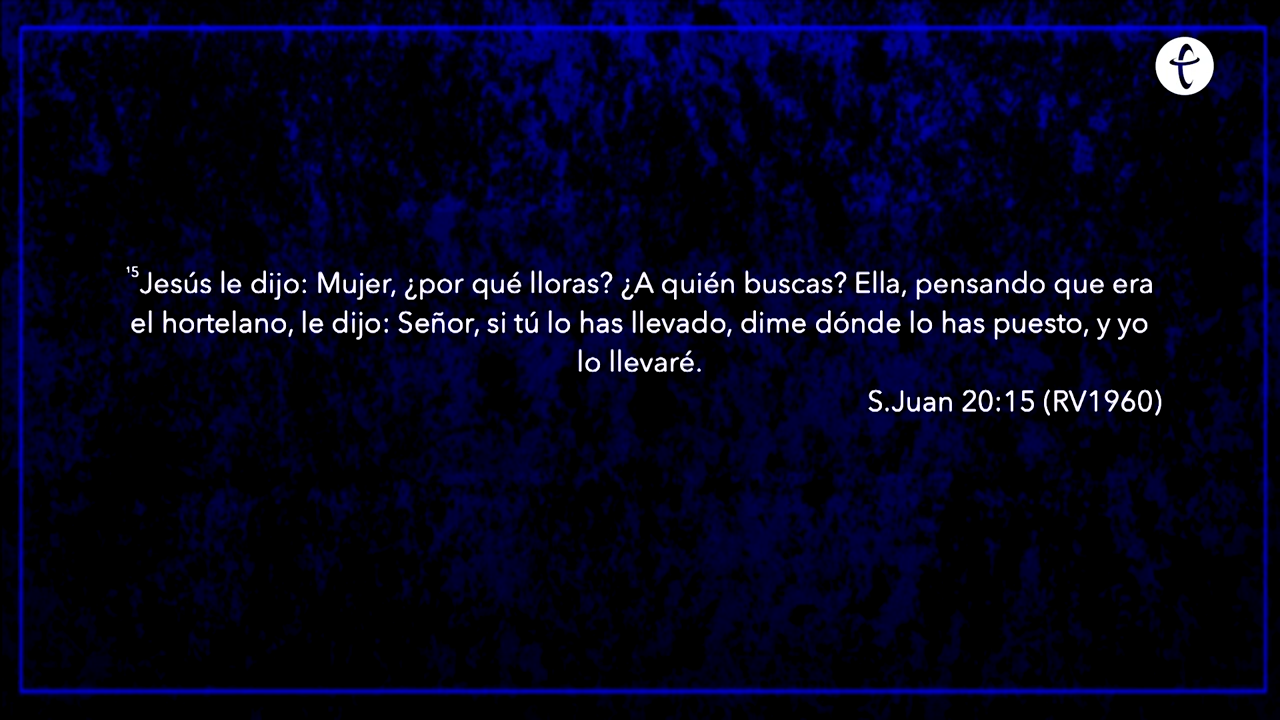 ¹⁵Jesús le dijo: Mujer, ¿por qué lloras? ¿A quién buscas? Ella, pensando que era
el hortelano, le dijo: Señor, si tú lo has llevado, dime dónde lo has puesto, y yo
lo llevaré.
S.Juan 20:15 (RV1960)